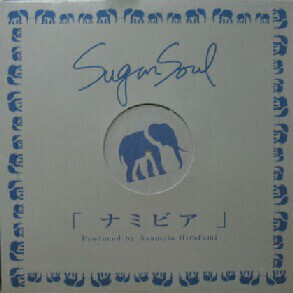 Sugar Soul
「 ナミビア 」
Produced by Asamoto Hirofumi